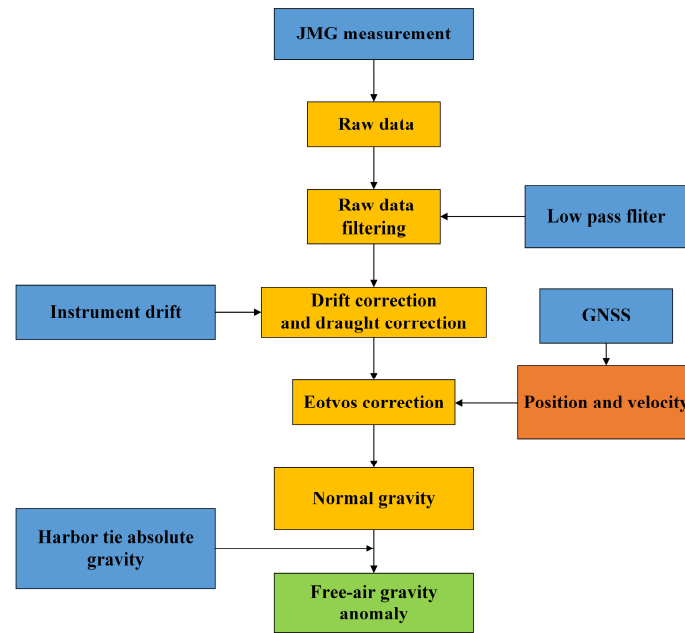 JMG measurement
Raw data
Raw data
filtering
Low pass fliter
Instrument drift
Drift correction
and draught correction
GNSS
Eotvos correction
Position and velocity
Normal gravity
Harbor tie absolute
gravity
Free-air gravity
anomaly